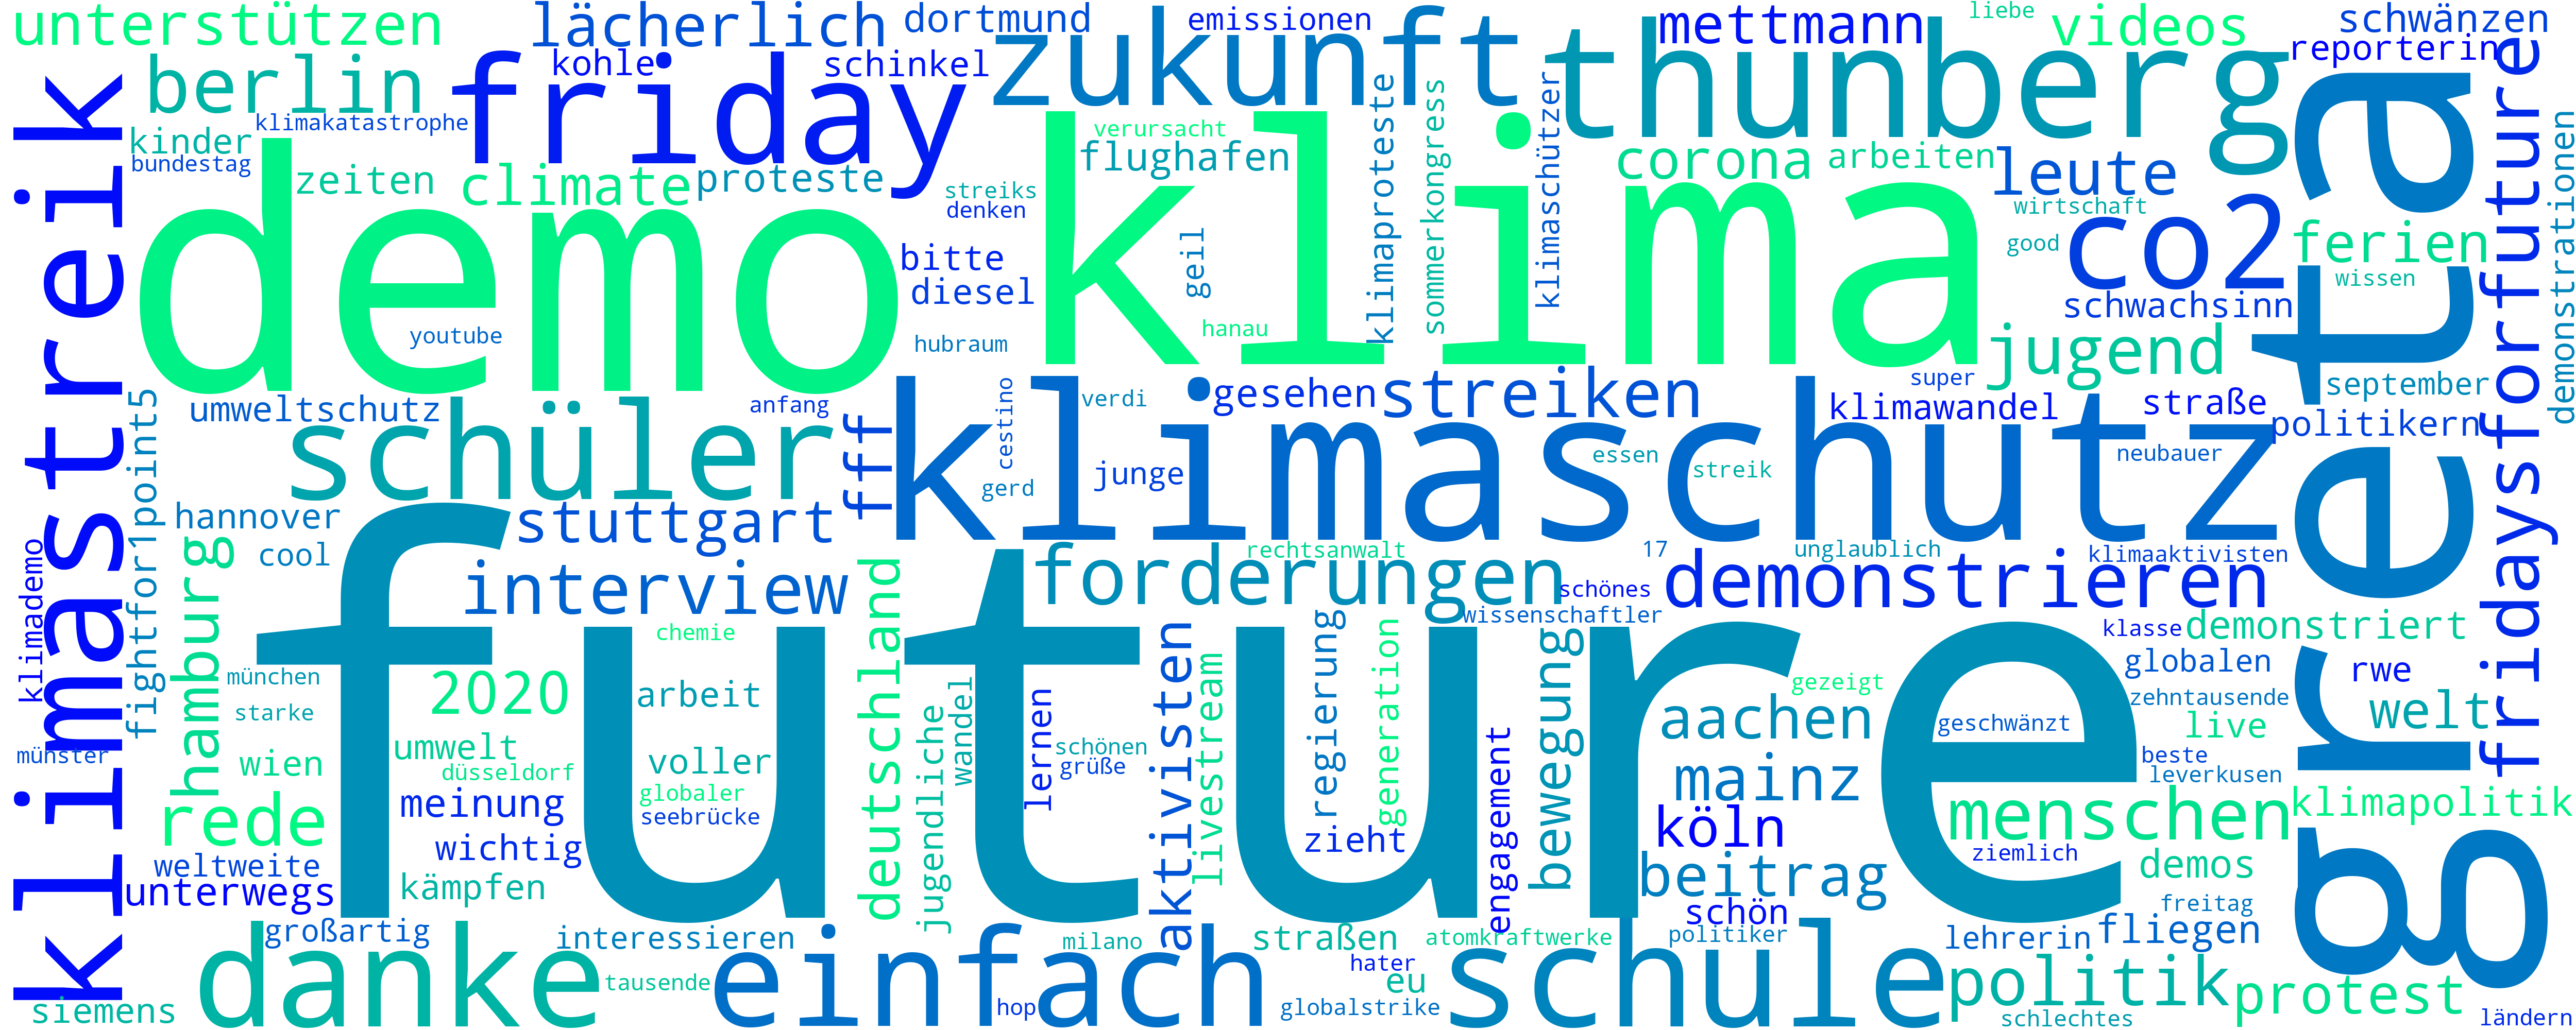 unterstützen
lächerlich
dortmund
emissionen
mettmann
liebe
videos
schwänzen
reporterin
berlin
friday
kohle
schinkel
zukunft
thunberg
klimastreik
kinder
klimakatastrophe
bundestag
zeiten
climate
proteste
streiks
denken
verursacht
flughafen
klimaproteste
sommerkongress
klimaschützer
corona
arbeiten
leute
wirtschaft
good
co2
ferien
wissen
greta
fridaysforfuture
demonstrationen
demo
klima
youtube
bitte
diesel
hubraum
geil
hanau
schwachsinn
jugend
super
september
politikern
umweltschutz
anfang
fff
cestino
verdi
gesehen
streiken
klimawandel
straße
fightfor1point5
schüler
klimaschutz
gerd
junge
essen
streik
neubauer
hannover
cool
stuttgart
interview
klimademo
hamburg
deutschland
rechtsanwalt
forderungen
17
unglaublich
klimaaktivisten
schönes
demonstrieren
wissenschaftler
future
chemie
klasse
demonstriert
globalen
rwe
zehntausende
welt
live
münchen
starke
2020
arbeit
jugendliche
wandel
lernen
aktivisten
livestream
regierung
generation
bewegung
gezeigt
aachen
geschwänzt
münster
wien
umwelt
düsseldorf
voller
schönen
grüße
globaler
seebrücke
meinung
mainz
beste
leverkusen
rede
wichtig
zieht
engagement
köln
menschen
klimapolitik
ziemlich
weltweite
unterwegs
kämpfen
beitrag
demos
schön
freitag
großartig
interessieren
milano
straßen
atomkraftwerke
politiker
lehrerin
fliegen
danke
tausende
einfach
hater
eu
schule
politik
protest
siemens
hop
globalstrike
schlechtes
ländern